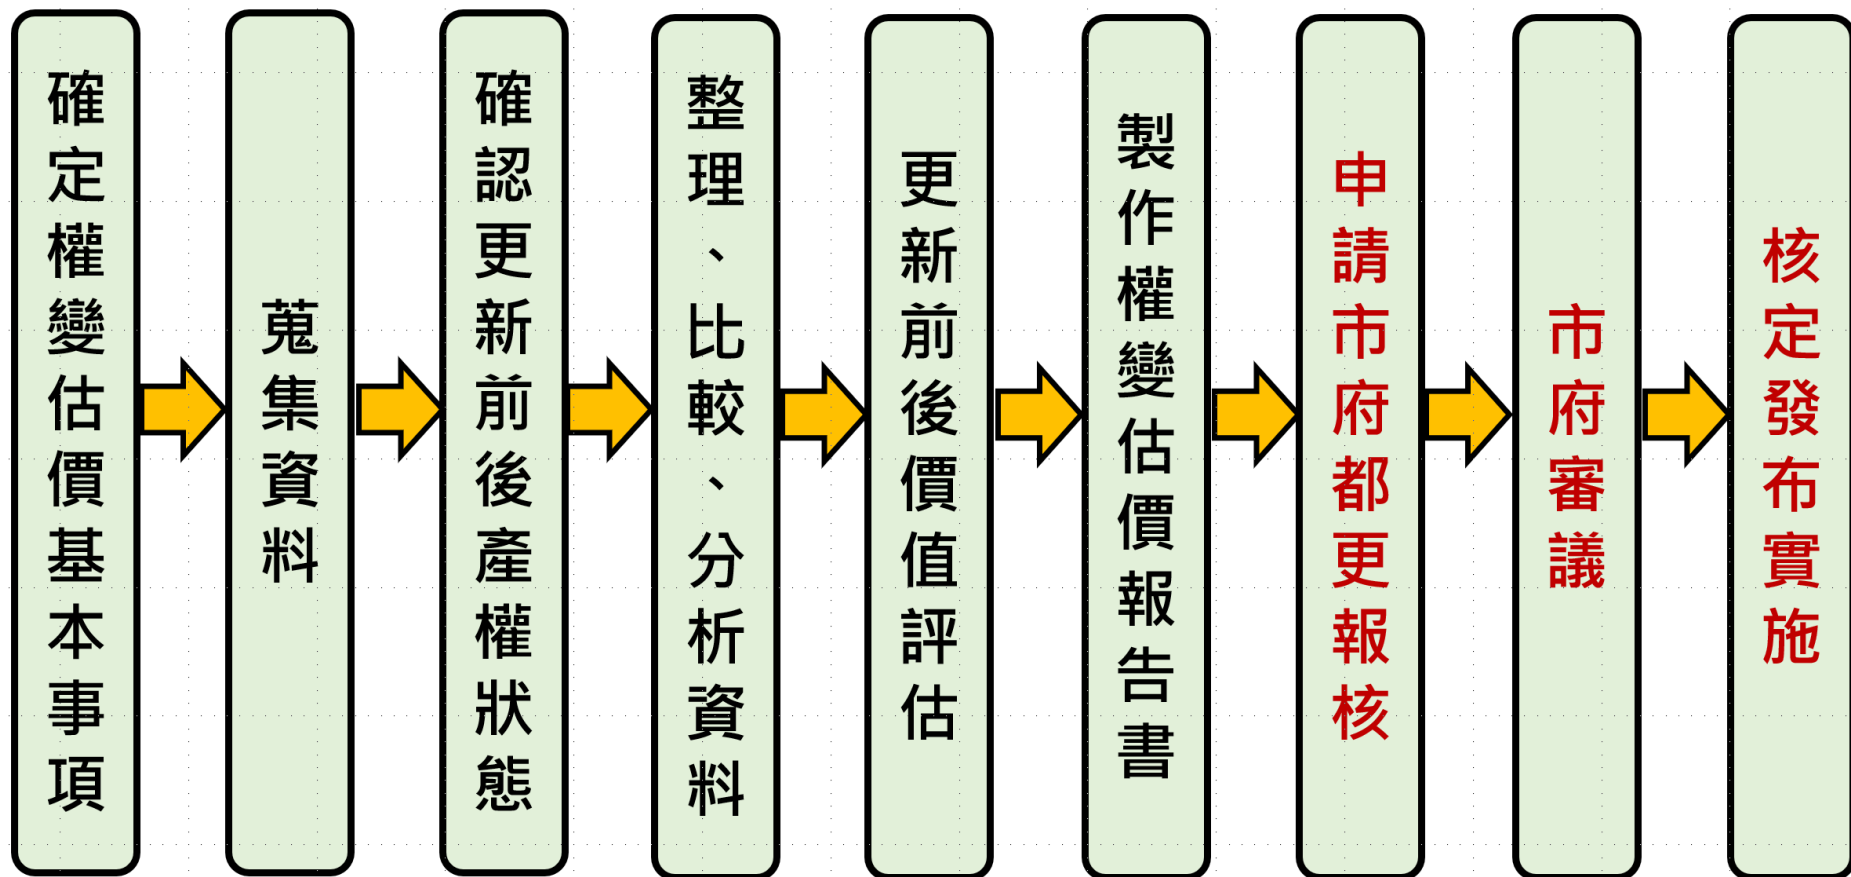 確定權變估價基本事項
蒐集資料
確認更新前後產權狀態
整理、比較、分析資料
更新前後價值評估
製作權變估價報告書
申請市府都更報核
市府審議
核定發布實施